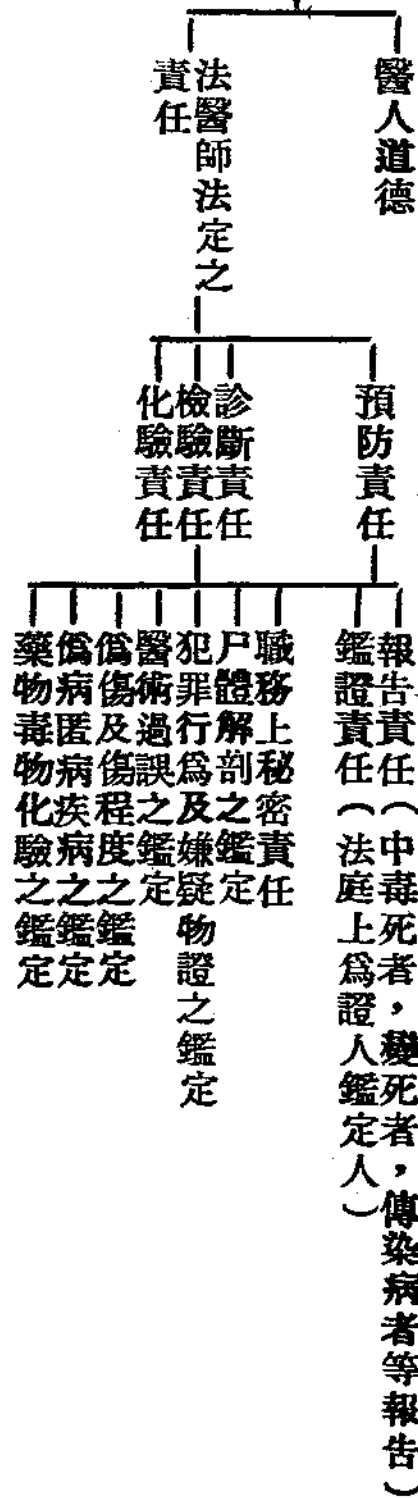 醫人道德
法醫師法定之
責任
預防責任
診斷責任
檢驗責任
化驗責任
報告責任(中毒死者,變死者,傳染病者等報告)
鑑證責任(法庭上爲證人鑑定人)
職務上秘密責任
尸體解剖之鑑定
犯罪行爲及嫌疑物證之鑑定
醫術過誤之鑑定
僞傷及傷程度之鑑定
僞病匿病疾病之鑑定
藥物毒物化驗之鑑定